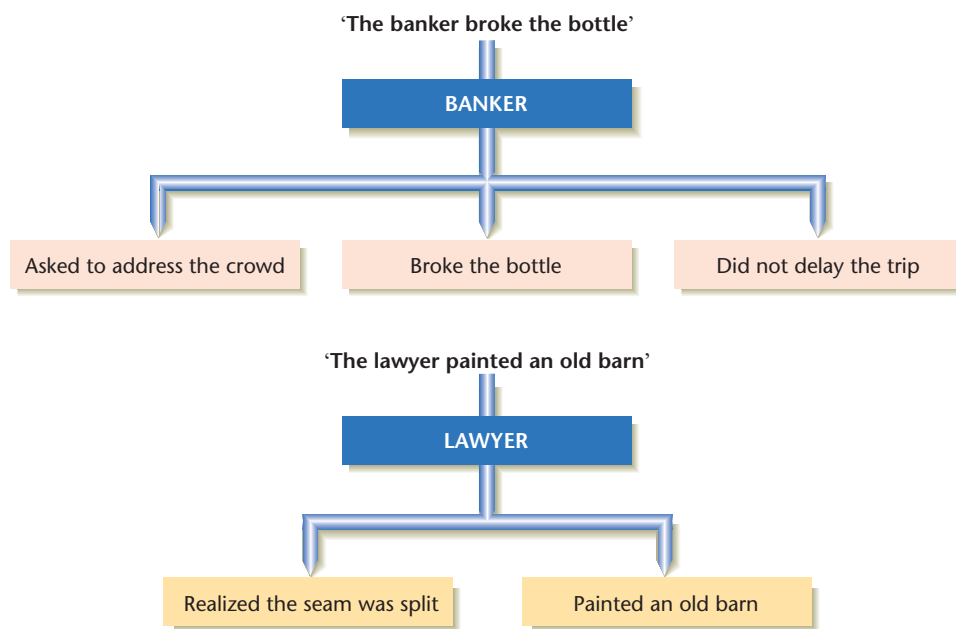 ‘The banker broke the bottle’
BANKER
Asked to address the crowd
Broke the bottle
Did not delay the trip
‘The lawyer painted an old barn’
LAWYER
Realized the seam was split
Painted an old barn